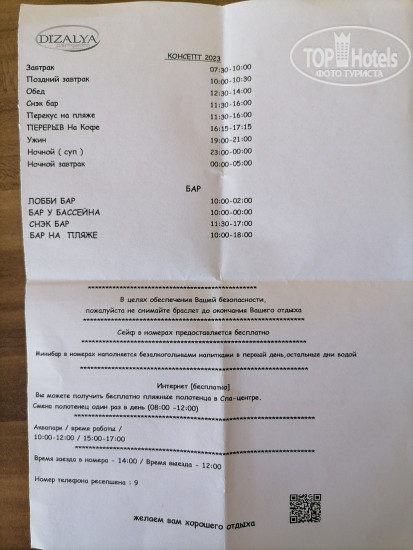 DIZALYA
TOP Hotels
ФОТО ТУРИСТА
КОНСЕПТ 2023
Завтрак 07:30-10:00
Поздний завтрак 10:00-10:30
Обед 12:30-14:00
Снэк бар 11:30-16:00
Перекус на пляже 11:30-16:00
ПЕРЕРЫВ На Кофе 16:15-17:15
Ужин 19:00-21:00
Ночной ( суп ) 23:00-00:00
Ночной завтрак 00:00-05:00
БАР
ЛОББИ БАР 10:00-02:00
БАР У БАССЕЙНА 10:00-00:00
СНЭК БАР 11:30-17:00
БАР НА ПЛЯЖЕ 10:00-18:00
В целях обеспечения Вашей безопасности,
пожалуйста не снимайте браслет до окончания Вашего отдыха
Сейф в номерах предоставляется бесплатно
Минибар в номерах наполняется безалкогольными напитками в первый день,остальные дни водой
Интернет [бесплатно]
Вы можете получить бесплатно пляжные полотенца в Спа-центре.
Смена полотенец один раз в день (08:00 -12:00)
Аквапарк / время работы /
10:00-12:00 / 15:00-17:00
Время заезда в номера - 14:00 / Время выезда - 12:00
Номер телефона ресепшена : 9
желаем вам хорошего отдыха